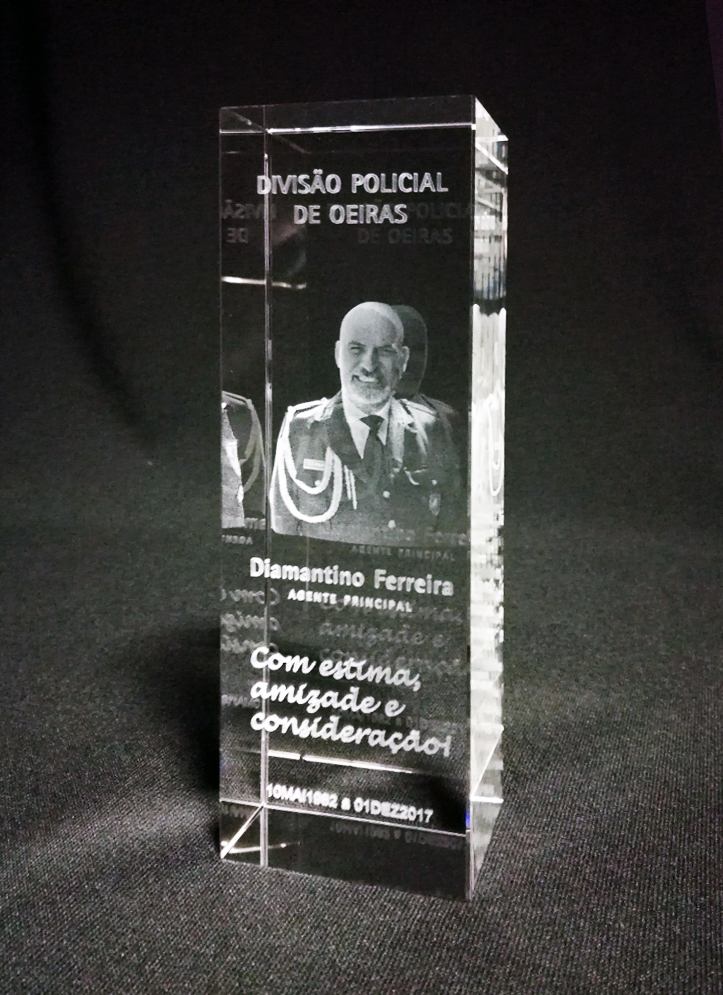 DIVISÃO POLICIAL
DE OEIRAS
Diamantino Ferreira
AGENTE PRINCIPAL
Com estima,
amizade e
consideração!
10MAI1982 a 01DEZ2017